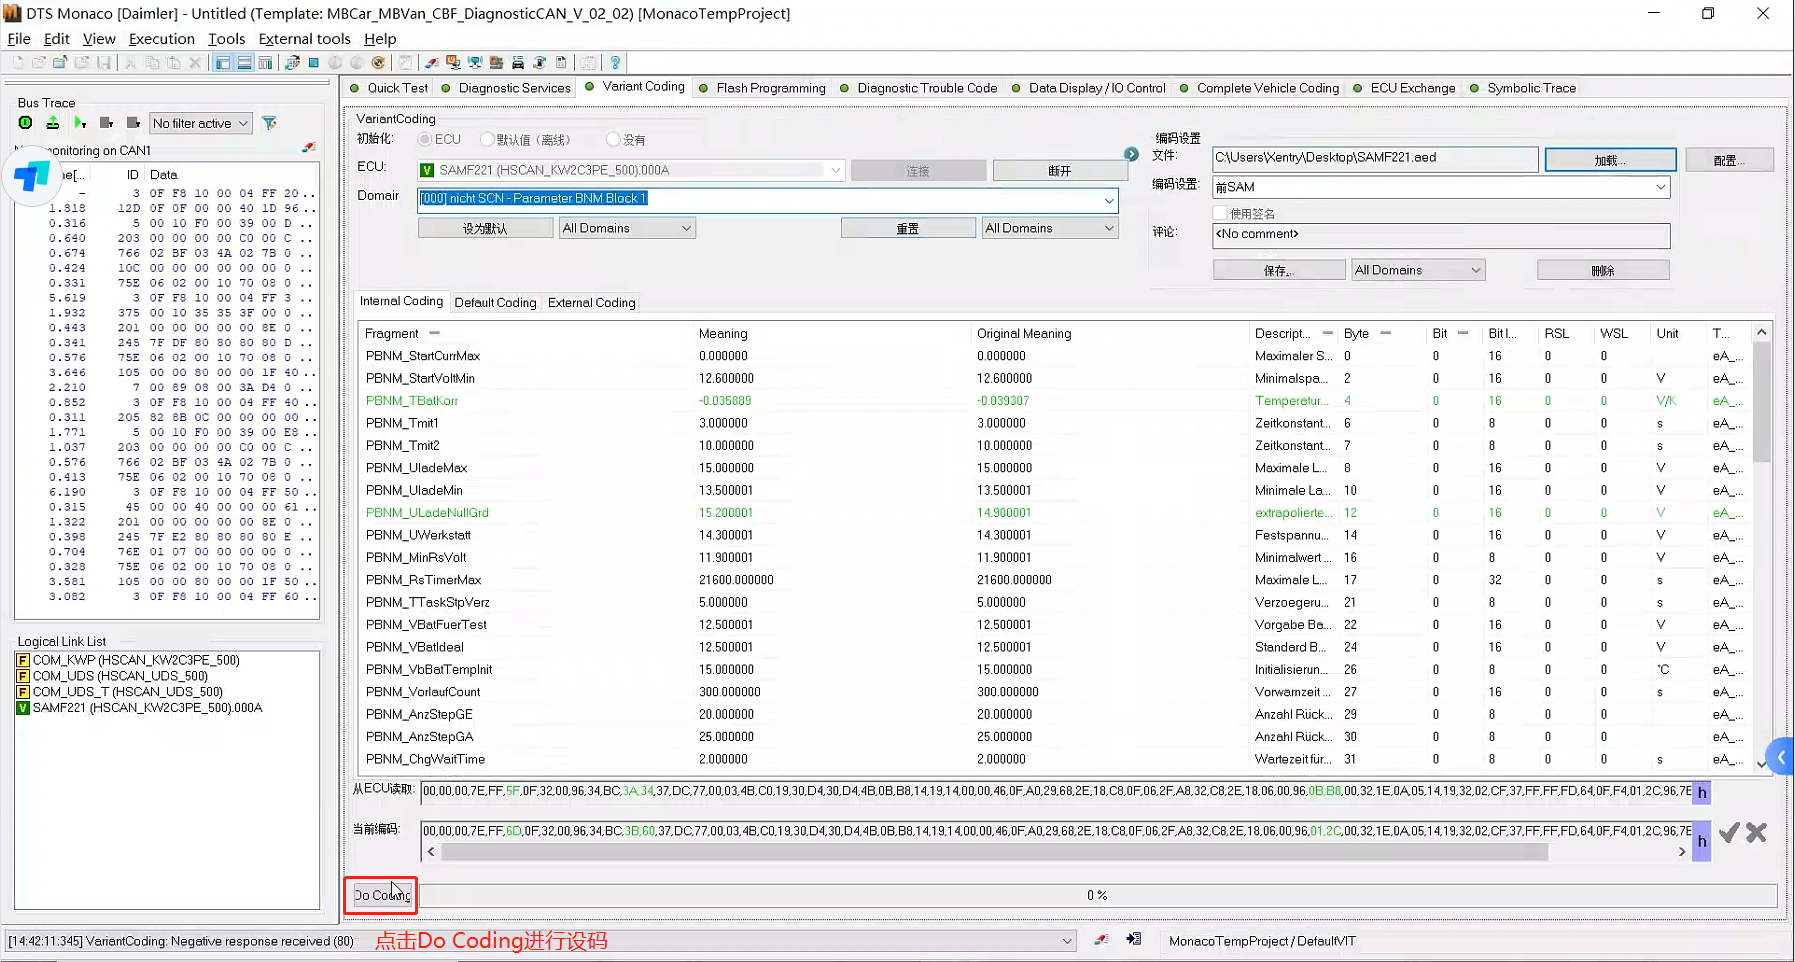 DTS Monaco [Daimler] - Untitled (Template: MBCar_MBVan_CBF_DiagnosticCAN_V_02_02) [MonacoTempProject]
File Edit View Execution Tools External tools Help
Quick Test Diagnostic Services Variant Coding Flash Programming Diagnostic Trouble Code Data Display / IO Control Complete Vehicle Coding ECU Exchange Symbolic Trace
Bus Trace
No filter active
monitoring on CAN1
ID Data
- 3 0F F8 10 00 04 FF 20 ..
1.818 12D 0F 0F 00 00 40 1D 96 ..
0.316 5 00 10 F0 00 39 00 D ..
0.640 203 00 00 00 00 C0 00 C ..
0.674 766 02 BF 03 4A 02 7B 0 ..
0.424 10C 00 00 00 00 00 00 0 ..
0.331 75E 06 02 00 10 70 08 0 ..
5.619 3 0F F8 10 00 04 FF 3 ..
1.932 375 00 10 35 35 3F 00 0 ..
0.443 201 00 00 00 00 00 8E 0 ..
0.341 245 7F DF 80 80 80 80 D ..
0.576 75E 06 02 00 10 70 08 0 ..
3.646 105 00 00 80 00 00 1F 40 ..
2.210 7 00 89 08 00 3A D4 0 ..
0.852 3 0F F8 10 00 04 FF 40 ..
0.311 205 82 8B 0C 00 00 00 00 ..
1.771 5 00 10 F0 00 39 00 E8 ..
1.037 203 00 00 00 00 C0 00 C ..
0.576 766 02 BF 03 4A 02 7B 0 ..
0.413 75E 06 02 00 10 70 08 0 ..
6.190 3 0F F8 10 00 04 FF 50 ..
0.315 45 00 00 40 00 00 00 61 ..
1.322 201 00 00 00 00 00 8E 0 ..
0.398 245 7F E2 80 80 80 80 E ..
0.704 76E 01 07 00 00 00 00 0 ..
0.328 75E 06 02 00 10 70 08 0 ..
3.581 105 00 00 80 00 00 1F 50 ..
3.082 3 0F F8 10 00 04 FF 60 ..
Logical Link List
F COM_KWP (HSCAN_KW2C3PE_500)
F COM_UDS (HSCAN_UDS_500)
F COM_UDS_T (HSCAN_UDS_500)
V SAMF221 (HSCAN_KW2C3PE_500).000A
VariantCoding
初始化: ECU 默认值（离线） 没有
ECU: V SAMF221 (HSCAN_KW2C3PE_500).000A 连接 断开
Domair [000] nicht SCN - Parameter BNM Block 1
设为默认 All Domains 重置 All Domains
编码设置
文件: C:\Users\Xentry\Desktop\SAMF221.aed 加载... 配置...
编码设置: 前SAM
使用签名
评论: <No comment>
保存... All Domains 删除
Internal Coding Default Coding External Coding
Fragment Meaning Original Meaning Descript... Byte Bit Bit l... RSL WSL Unit T...
PBNM_StartCurrMax 0.000000 0.000000 Maximaler S... 0 0 16 0 0 eA_...
PBNM_StartVoltMin 12.600000 12.600000 Minimalspa... 2 0 16 0 0 V eA_...
PBNM_TBatKorr -0.035889 -0.039307 Temperatur... 4 0 16 0 0 V/K eA_...
PBNM_Tmit1 3.000000 3.000000 Zeitkonstant... 6 0 8 0 0 s eA_...
PBNM_Tmit2 10.000000 10.000000 Zeitkonstant... 7 0 8 0 0 s eA_...
PBNM_UladeMax 15.000000 15.000000 Maximale L... 8 0 16 0 0 V eA_...
PBNM_UladeMin 13.500001 13.500001 Minimale La... 10 0 16 0 0 V eA_...
PBNM_ULadeNullGrd 15.200001 14.900001 extrapolierte... 12 0 16 0 0 V eA_...
PBNM_UWerkstatt 14.300001 14.300001 Festspannu... 14 0 16 0 0 V eA_...
PBNM_MinRsVolt 11.900001 11.900001 Minimalwert ... 16 0 8 0 0 V eA_...
PBNM_RsTimerMax 21600.000000 21600.000000 Maximale L... 17 0 32 0 0 s eA_...
PBNM_TTaskStpVerz 5.000000 5.000000 Verzoegeru... 21 0 8 0 0 s eA_...
PBNM_VBatFuerTest 12.500001 12.500001 Vorgabe Ba... 22 0 16 0 0 V eA_...
PBNM_VBatIdeal 12.500001 12.500001 Standard B... 24 0 16 0 0 V eA_...
PBNM_VbBatTempInit 15.000000 15.000000 Initialisierun... 26 0 8 0 0 °C eA_...
PBNM_VorlaufCount 300.000000 300.000000 Vorwarnzeit ... 27 0 16 0 0 s eA_...
PBNM_AnzStepGE 20.000000 20.000000 Anzahl Rück... 29 0 8 0 0 eA_...
PBNM_AnzStepGA 25.000000 25.000000 Anzahl Rück... 30 0 8 0 0 eA_...
PBNM_ChgWaitTime 2.000000 2.000000 Wartezeit für... 31 0 8 0 0 s eA_...
从ECU读取: 00,00,00,7E,FF,5F,0F,32,00,96,34,BC,3A,34,37,DC,77,00,03,4B,C0,19,30,D4,30,D4,4B,0B,B8,14,19,14,00,00,46,0F,A0,29,68,2E,18,C8,0F,06,2F,A8,32,C8,2E,18,06,00,96,0B,B8,00,32,1E,0A,05,14,19,32,02,CF,37,FF,FF,FD,64,0F,F4,01,2C,96,7E h
当前编码: 00,00,00,7E,FF,6D,0F,32,00,96,34,BC,3B,60,37,DC,77,00,03,4B,C0,19,30,D4,30,D4,4B,0B,B8,14,19,14,00,00,46,0F,A0,29,68,2E,18,C8,0F,06,2F,A8,32,C8,2E,18,06,00,96,01,2C,00,32,1E,0A,05,14,19,32,02,CF,37,FF,FF,FD,64,0F,F4,01,2C,96,7E h
Do Coding 0 %
[14:42:11:345] VariantCoding: Negative response received (80) 点击Do Coding进行设码 MonacoTempProject / DefaultVIT